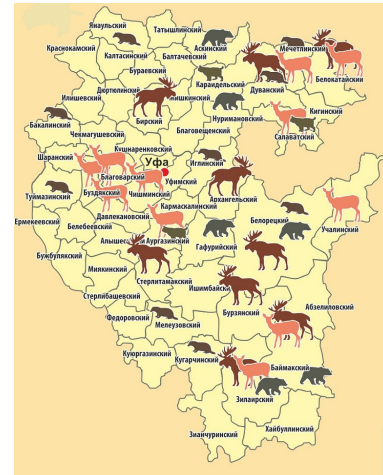 Янаульский
Татышлинский
Краснокамский
Аскинский
Калтасинский
Балтачевский
Мечетлинский
Бураевский
Караидельский
Дуванский
Белокатайский
Дюртюлинский
Мишкинский
Илишевский
Бирский
Нуримановский
Кигинский
Бакалинский
Чекмагушевский
Благовещенский
Салаватский
Кушнаренковский
Шаранский
Уфа
Иглинский
Благоварский
Уфимский
Туймазинский
Буздякский
Чишминский
Архангельский
Кармаскалинский
Белорецкий
Ермекеевский
Давлекановский
Белебеевский
Учалинский
Аургазинский
Гафурийский
Бижбулякский
Миякинский
Стерлитамакский
Ишимбайский
Стерлибашевский
Абзелиловский
Бурзянский
Федоровский
Мелеузовский
Куюргазинский
Кугарчинский
Баймакский
Зилаирский
Хайбуллинский
Зианчуринский